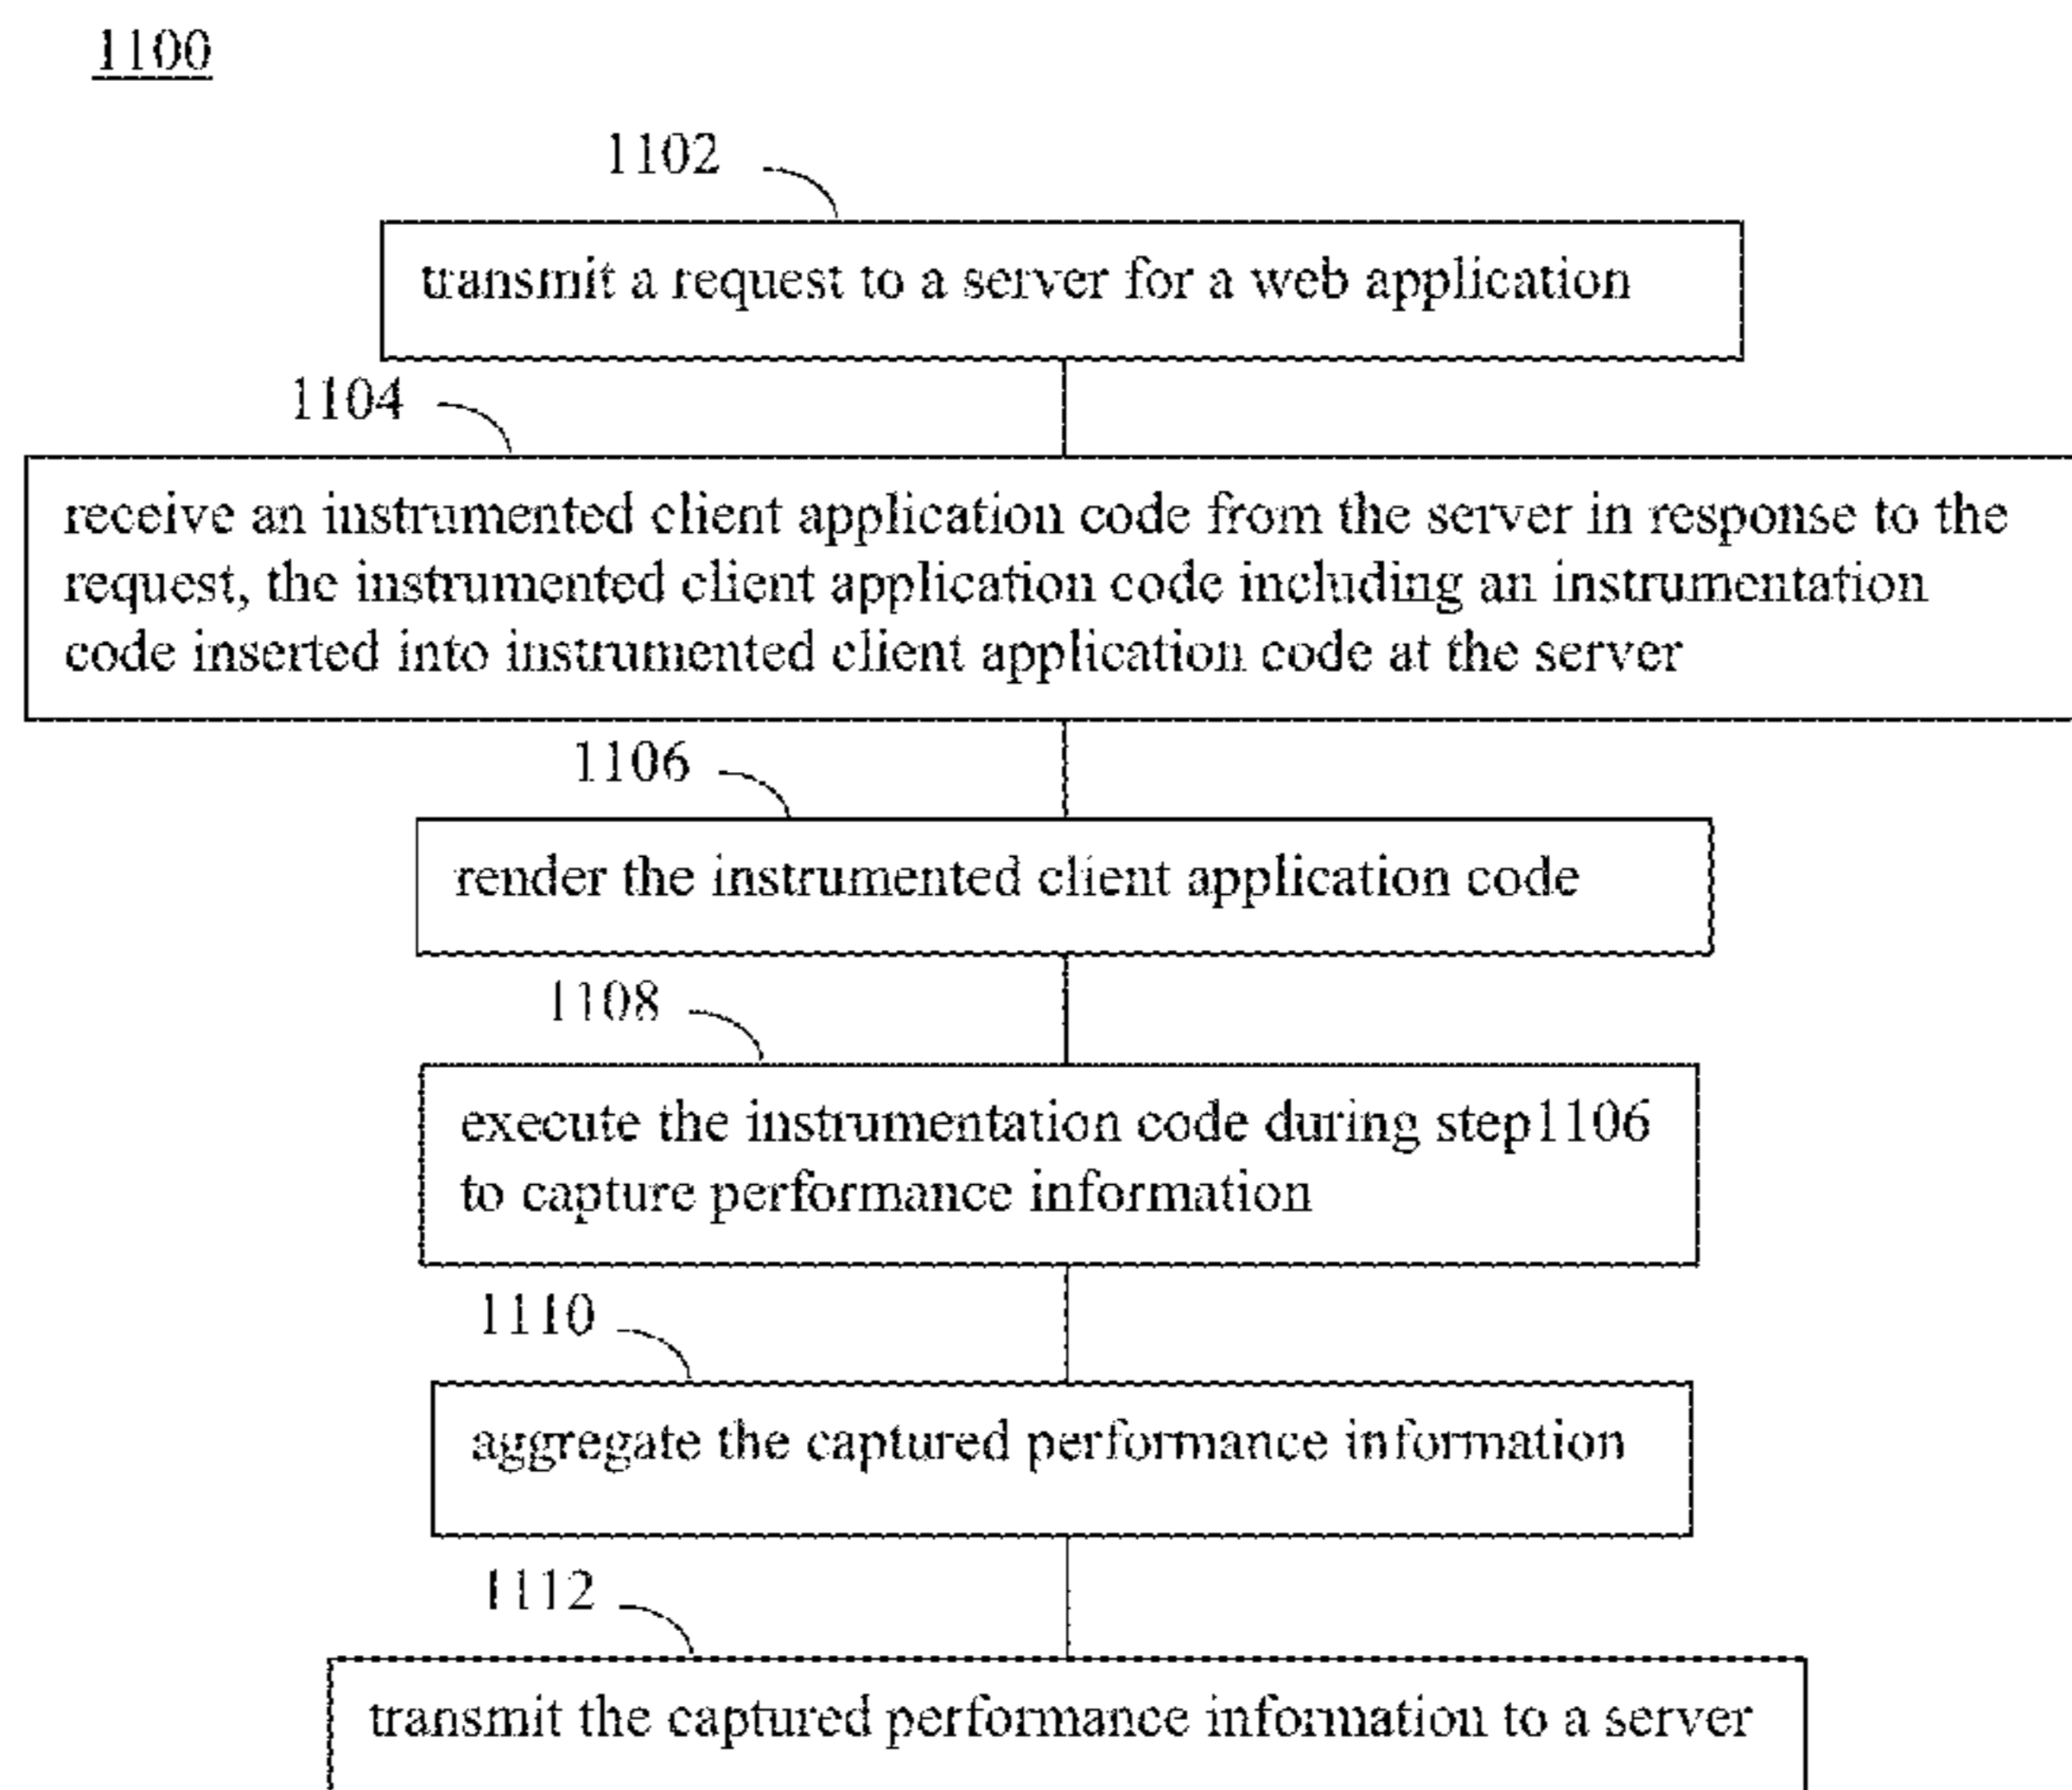 1100
1102
transmit a request to a server for a web application
1104
receive an instrumented client application code from the server in response to the
request, the instrumented client application code including an instrumentation
code inserted into instrumented client application code at the server
1106
render the instrumented client application code
1108
execute the instrumentation code during step1106
to capture performance information
1110
aggregate the captured performance information
1112
transmit the captured performance information to a server